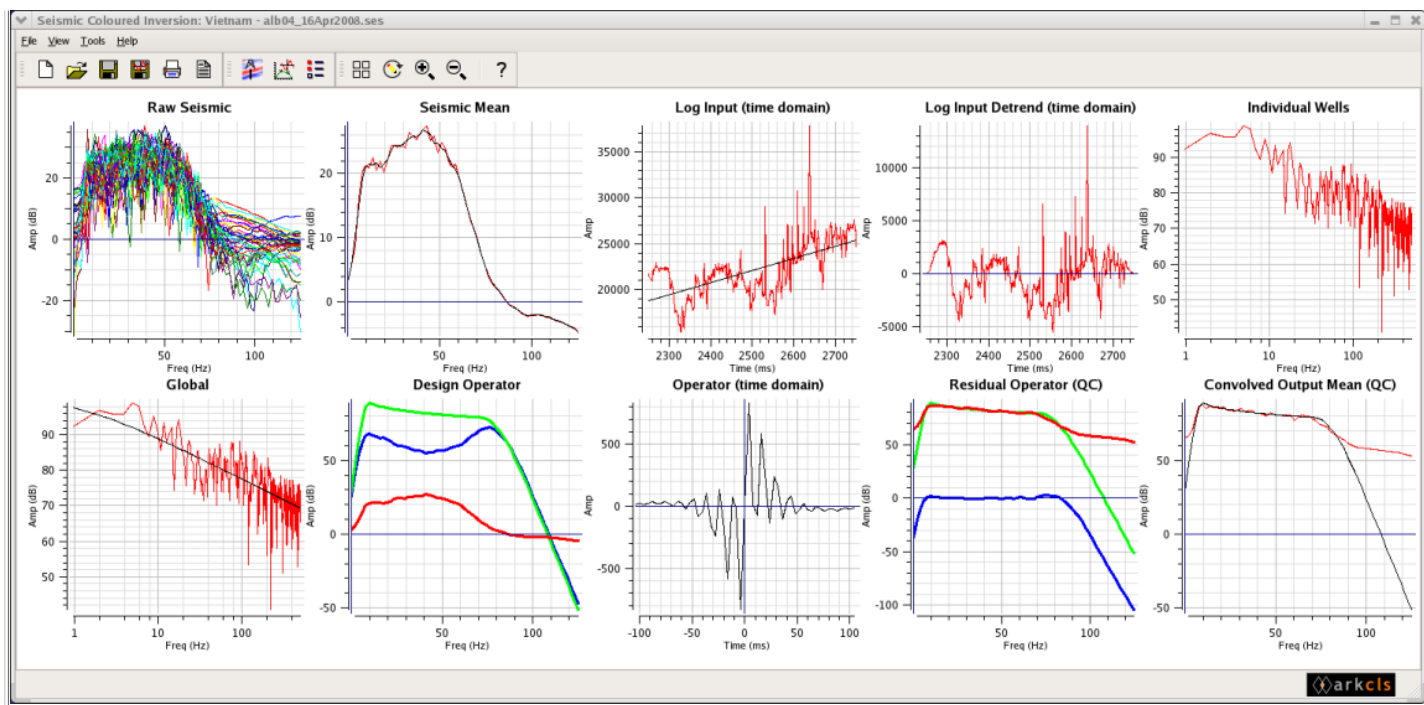 Seismic Coloured Inversion: Vietnam - alb04_16Apr2008.ses
File View Tools Help
?
Raw Seismic
Amp (dB)
20
0
-20
50 100
Freq (Hz)
Seismic Mean
Amp (dB)
20
0
50 100
Freq (Hz)
Log Input (time domain)
Amp
35000
30000
25000
20000
2300 2400 2500 2600 2700
Time (ms)
Log Input Detrend (time domain)
Amp
10000
5000
0
-5000
2300 2400 2500 2600 2700
Time (ms)
Individual Wells
Amp (dB)
90
80
70
60
50
1 10 100
Freq (Hz)
Global
Amp (dB)
90
80
70
60
50
1 10 100
Freq (Hz)
Design Operator
Amp (dB)
50
0
-50
50 100
Freq (Hz)
Operator (time domain)
Amp
500
0
-500
-100 -50 0 50 100
Time (ms)
Residual Operator (QC)
Amp (dB)
50
0
-50
-100
50 100
Freq (Hz)
Convolved Output Mean (QC)
Amp (dB)
50
0
-50
50 100
Freq (Hz)
arkcls